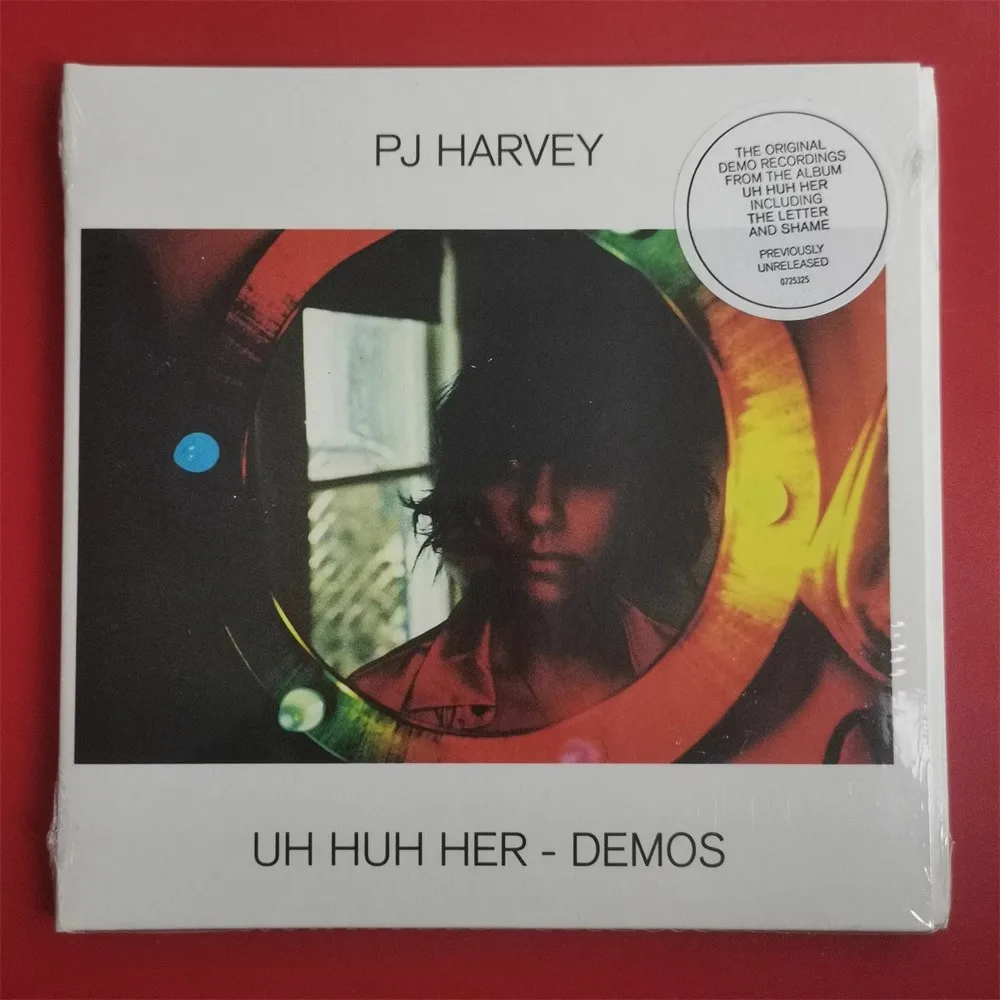 PJ HARVEY
THE ORIGINAL
DEMO RECORDINGS
FROM THE ALBUM
UH HUH HER
INCLUDING
THE LETTER
AND SHAME
PREVIOUSLY
UNRELEASED
0725325
UH HUH HER - DEMOS